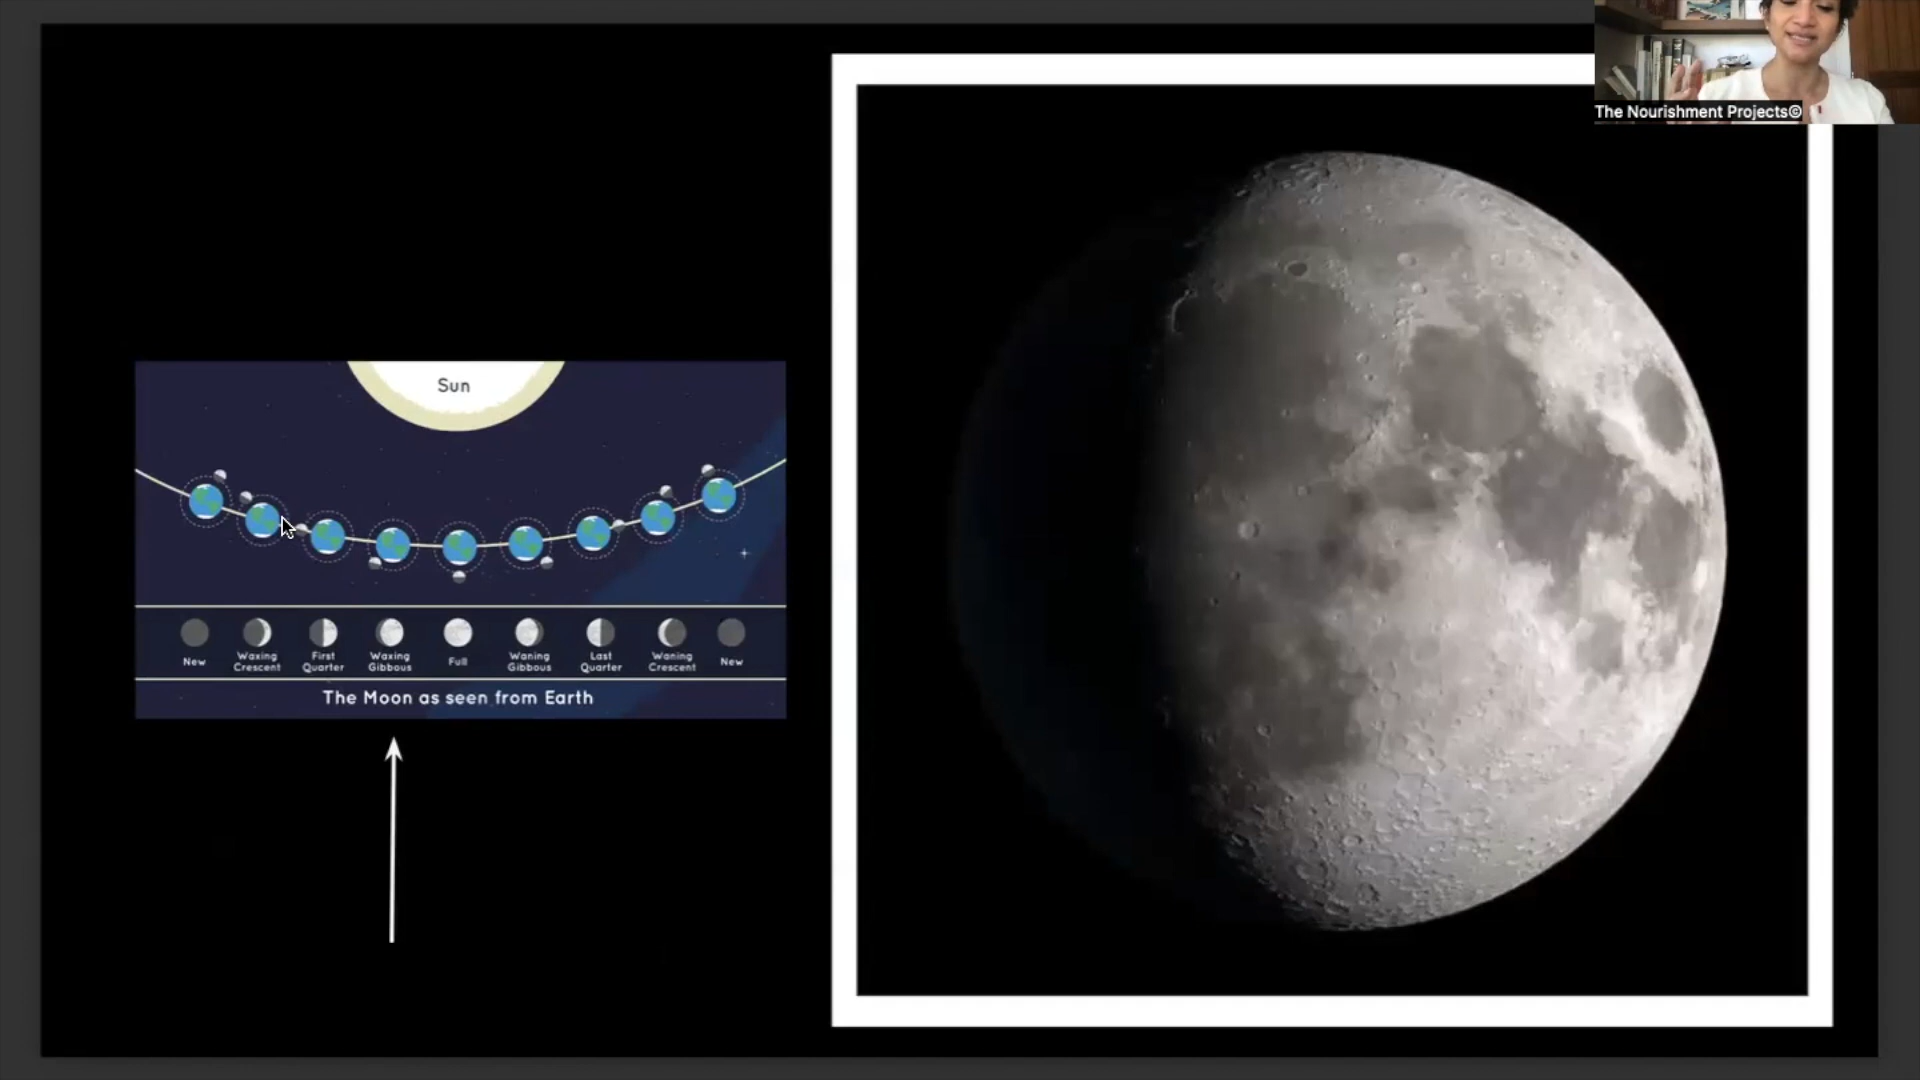 The Nourishment Projects©
Sun
New
Waxing
Crescent
First
Quarter
Waxing
Gibbous
Full
Waning
Gibbous
Last
Quarter
Waning
Crescent
New
The Moon as seen from Earth